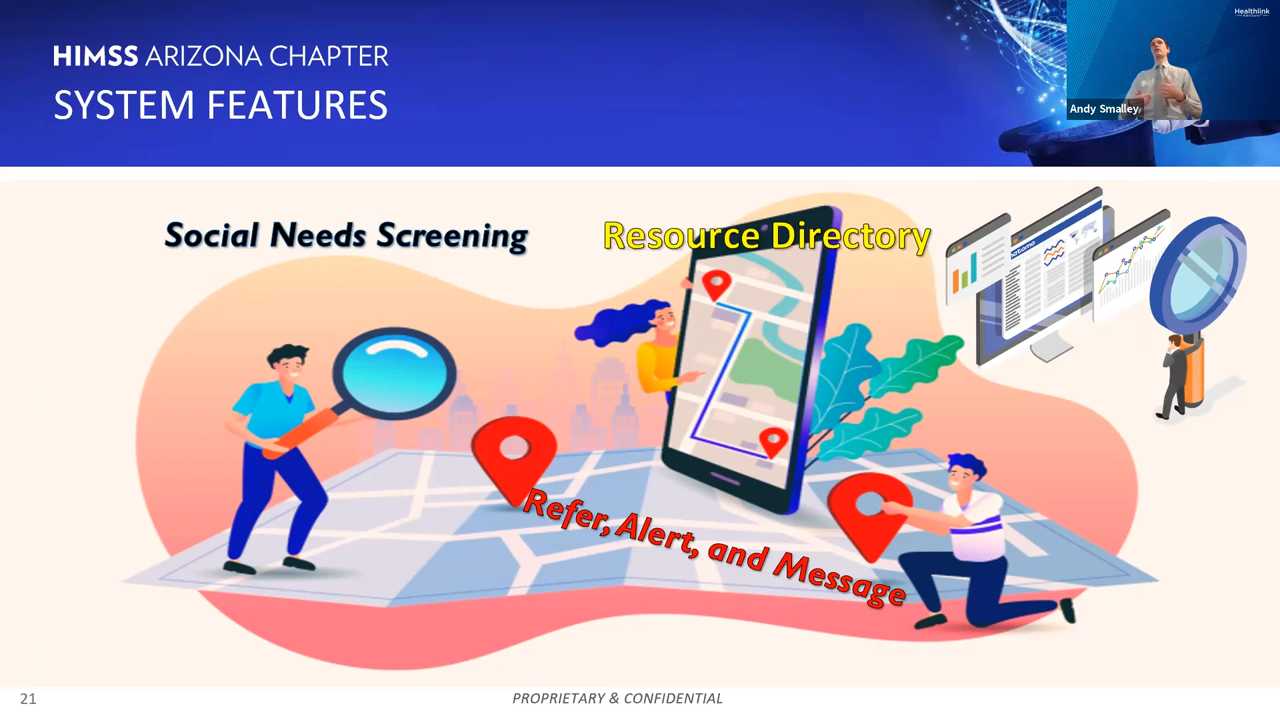 HIMSS ARIZONA CHAPTER
SYSTEM FEATURES
Healthlink
Andy Smalley
Social Needs Screening
Resource Directory
Refer, Alert, and Message
21
PROPRIETARY & CONFIDENTIAL